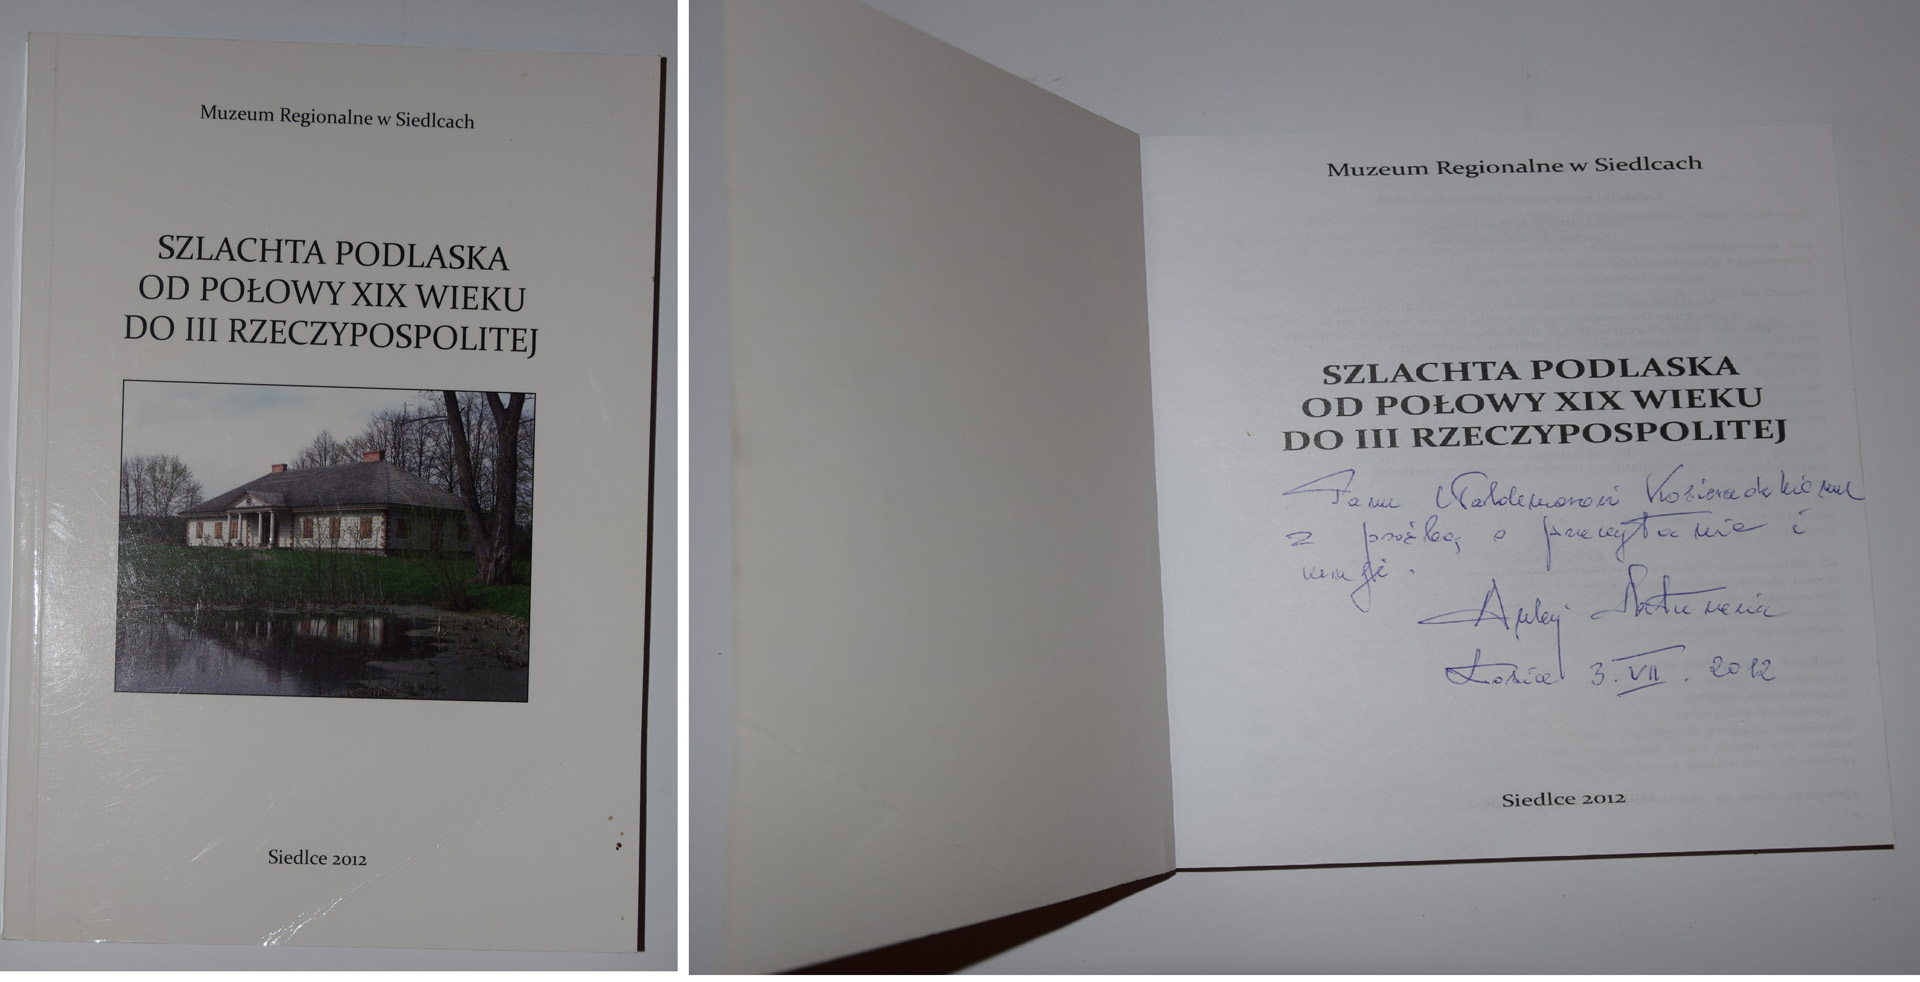 Muzeum Regionalne w Siedlcach
SZLACHTA PODLASKA
OD POŁOWY XIX WIEKU
DO III RZECZYPOSPOLITEJ
Siedlce 2012
Muzeum Regionalne w Siedlcach
SZLACHTA PODLASKA
OD POŁOWY XIX WIEKU
DO III RZECZYPOSPOLITEJ
Panu Waldemarowi Kosieradzkiemu
z prośbą o przeczytanie i
3.VII.2012
Siedlce 2012